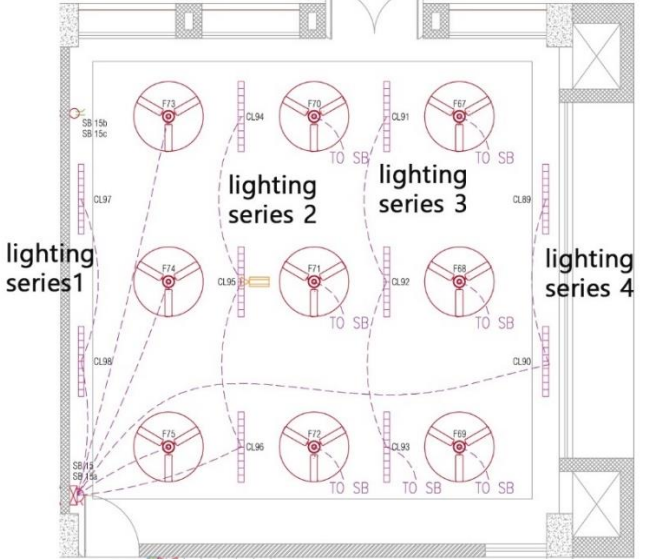 F73
F70
F67
SB 15b
SB 15c
CL94
CL91
TO SB
TO SB
lighting
series 2
lighting
series 3
CL97
CL89
lighting
series1
lighting
series 4
F74
F71
F68
CL95
CL92
TO SB
TO SB
CL98
CL90
F75
F72
F69
CL96
CL93
SB 15
SB 15a
TO SB
TO SB
TO SB